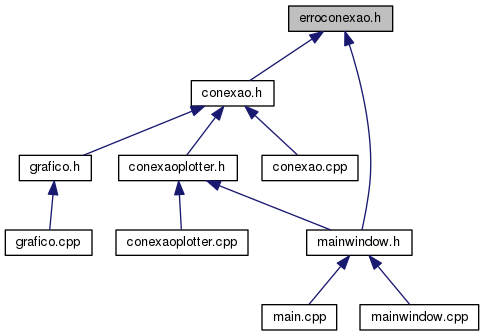 erroconexao.h
conexao.h
grafico.h
conexaoplotter.h
conexao.cpp
grafico.cpp
conexaoplotter.cpp
mainwindow.h
main.cpp
mainwindow.cpp